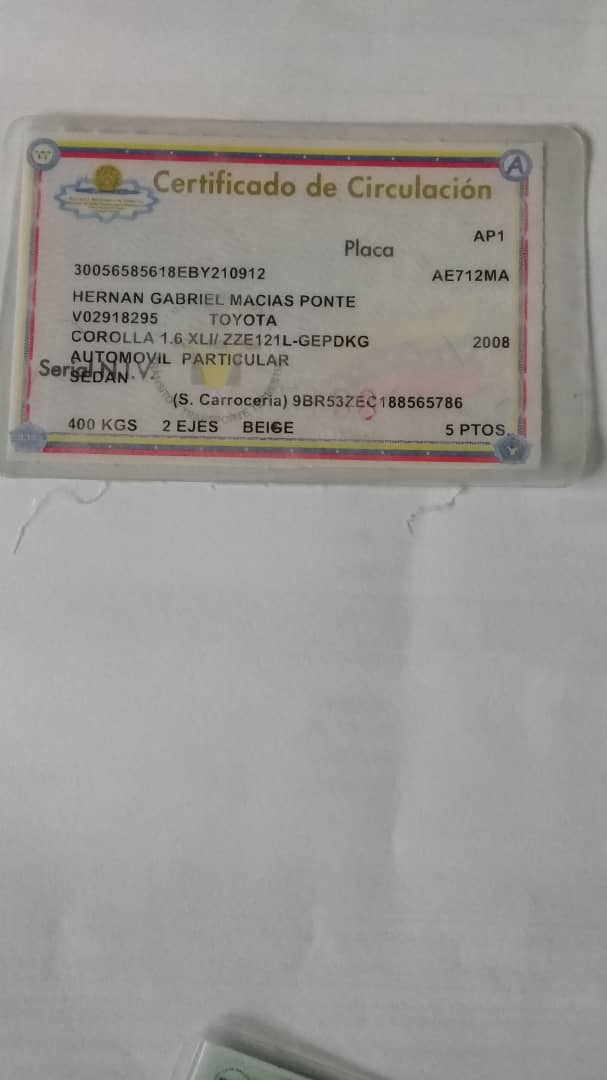 Certificado de Circulación
AP1
Placa
30056585618EBY210912 AE712MA
HERNAN GABRIEL MACIAS PONTE
V02918295 TOYOTA
COROLLA 1.6 XLI/ ZZE121L-GEPDKG 2008
AUTOMOVIL PARTICULAR
Serial N.I.V.
SEDAN
(S. Carroceria) 9BR53ZEC188565786
400 KGS 2 EJES BEIGE 5 PTOS.